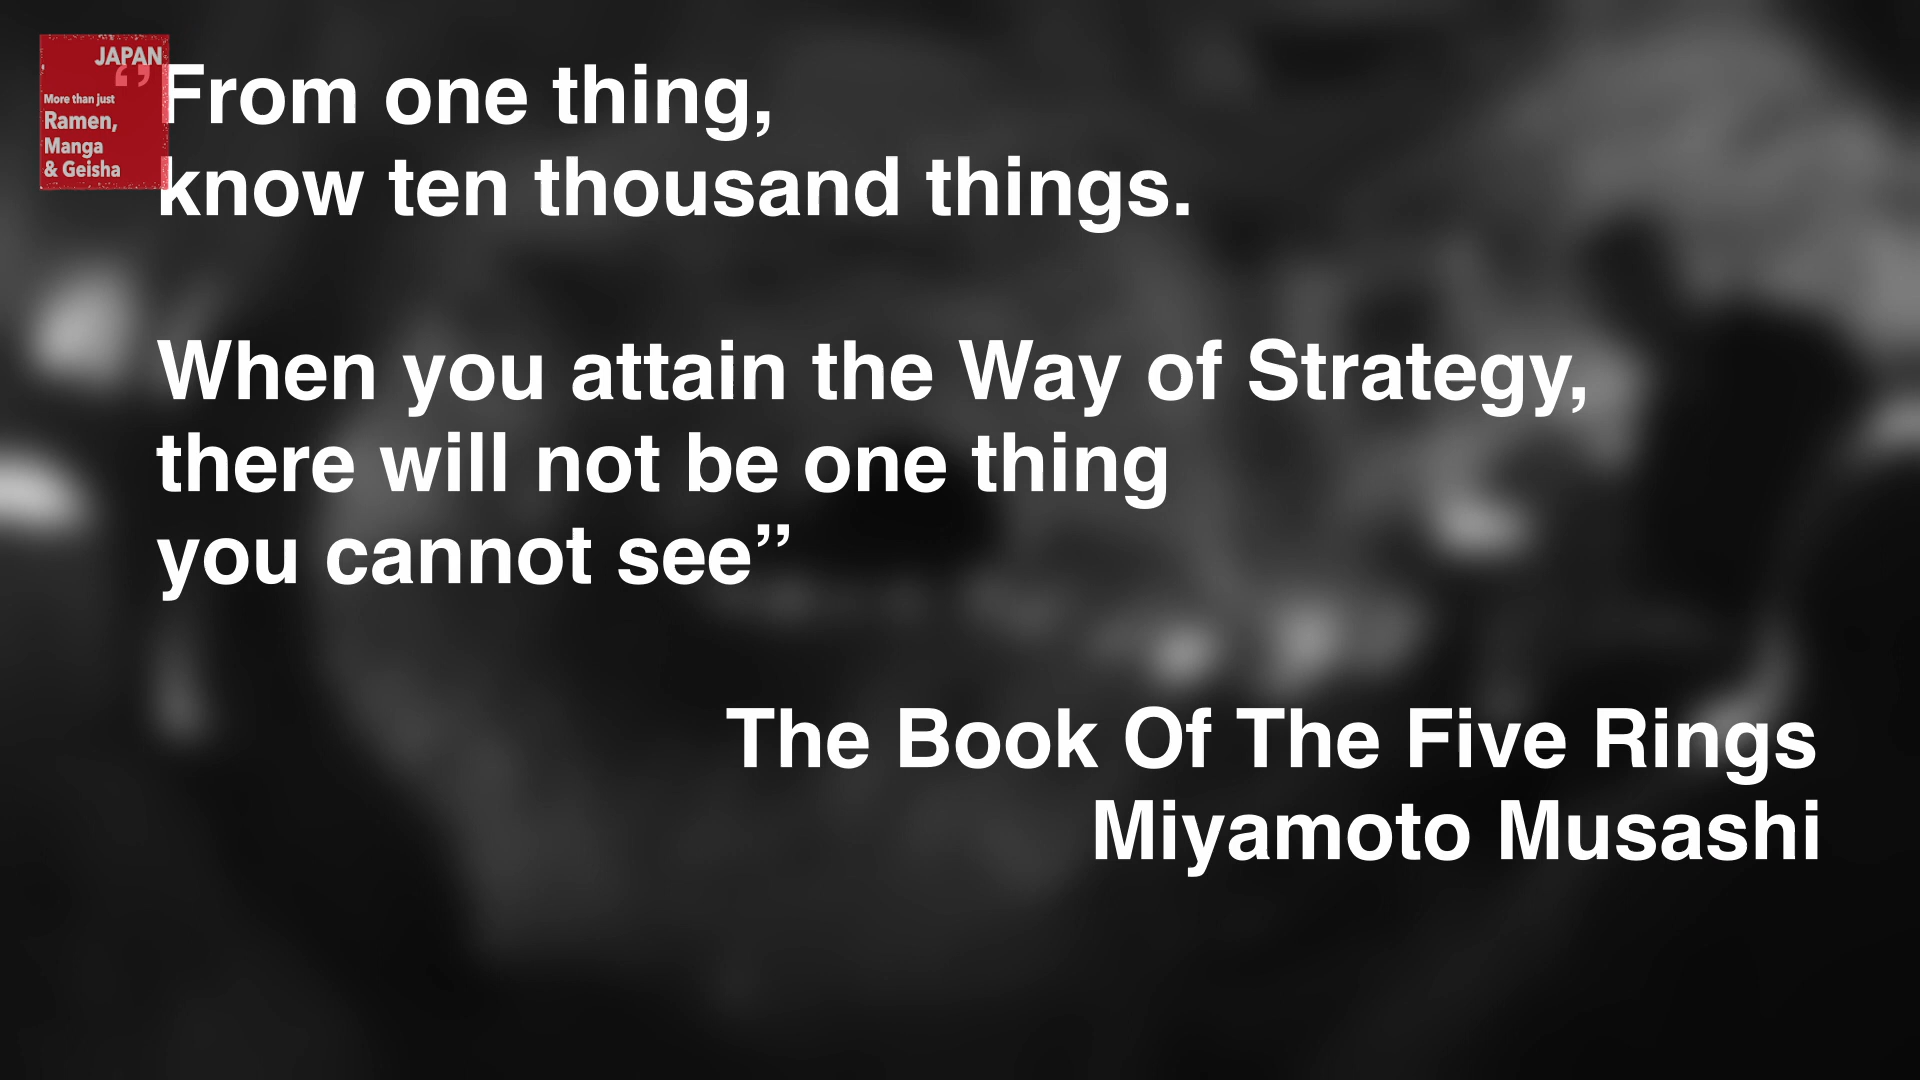 JAPAN
More than just
Ramen,
Manga
& Geisha
“From one thing,
know ten thousand things.
When you attain the Way of Strategy,
there will not be one thing
you cannot see”
The Book Of The Five Rings
Miyamoto Musashi